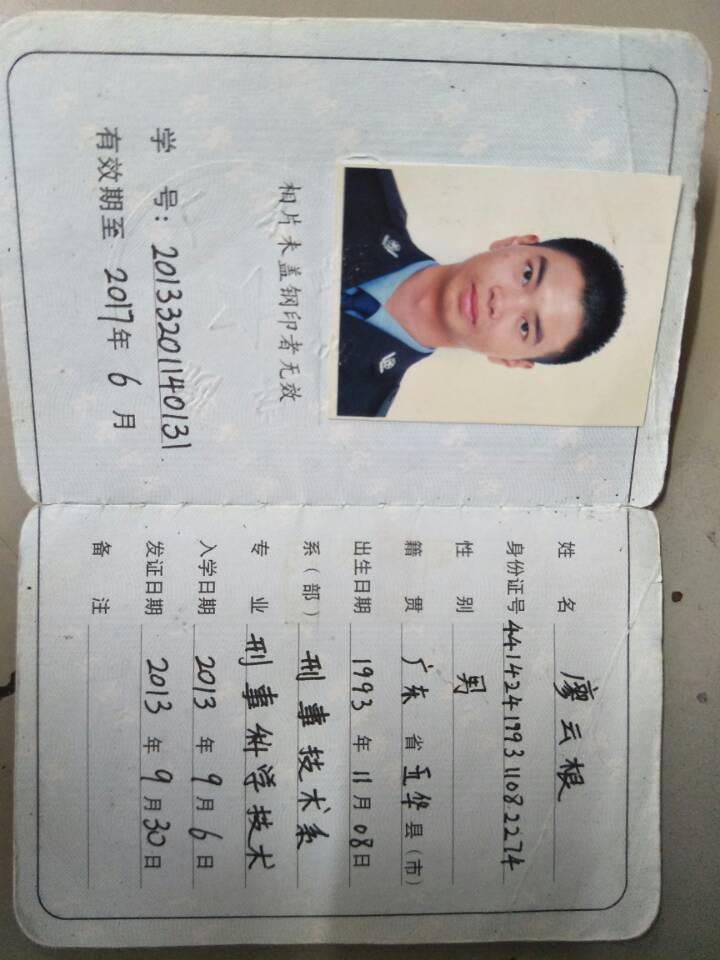 相片未盖钢印者无效
学 号: 20133201140131
有效期至 2017年 6 月
姓 名 廖云根
身份证号 441424199311082274
性 别 男
籍 贯 广东 省 五华 县(市)
出生日期 1993 年 11 月 08 日
系(部) 刑事技术系
专 业 刑事科学技术
入学日期 2013 年 9 月 6 日
发证日期 2013 年 9 月 30 日
备 注